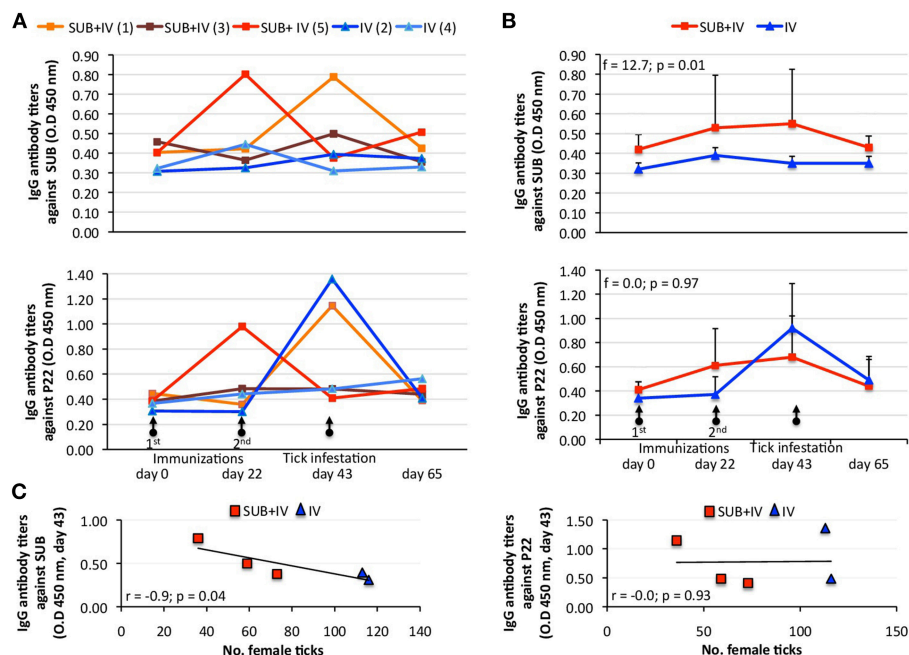 A
SUB+IV (1) SUB+IV (3) SUB+ IV (5) IV (2) IV (4)
IgG antibody titers
against SUB (O.D 450 nm)
0.90
0.80
0.70
0.60
0.50
0.40
0.30
0.20
0.10
0.00
IgG antibody titers
against P22 (O.D 450 nm)
1.40
1.20
1.00
0.80
0.60
0.40
0.20
0.00
1st 2nd
Immunizations Tick infestation
day 0 day 22 day 43 day 65
B
SUB+IV IV
IgG antibody titers
against SUB (O.D 450 nm)
0.90
0.80
0.70
0.60
0.50
0.40
0.30
0.20
0.10
0.00
f = 12.7; p = 0.01
IgG antibody titers
against P22 (O.D 450 nm)
1.40
1.20
1.00
0.80
0.60
0.40
0.20
0.00
f = 0.0; p = 0.97
1st 2nd
Immunizations Tick infestation
day 0 day 22 day 43 day 65
C
SUB+IV IV
IgG antibody titers
against SUB
(O.D 450 nm, day 43)
1.00
0.50
0.00
r = -0.9; p = 0.04
0 20 40 60 80 100 120 140
No. female ticks
SUB+IV IV
IgG antibody titers
against P22
(O.D 450 nm, day 43)
1.50
1.00
0.50
0.00
r = -0.0; p = 0.93
0 50 100 150
No. female ticks